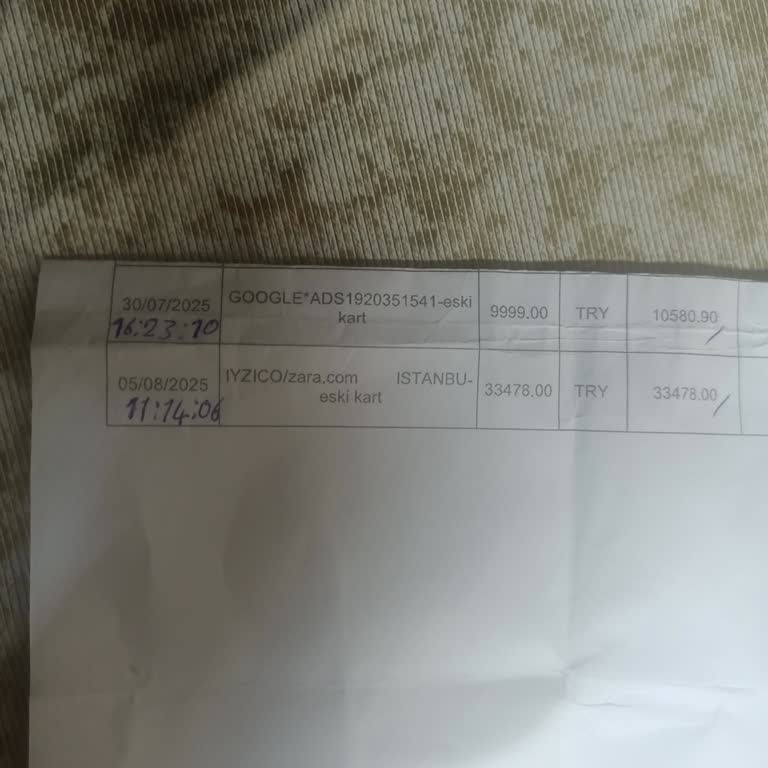 30/07/2025 GOOGLE*ADS1920351541-eski 9999.00 TRY 10580.90
16:23:10 kart
05/08/2025 IYZICO/zara.com ISTANBU- 33478.00 TRY 33478.00
11:14:06 eski kart